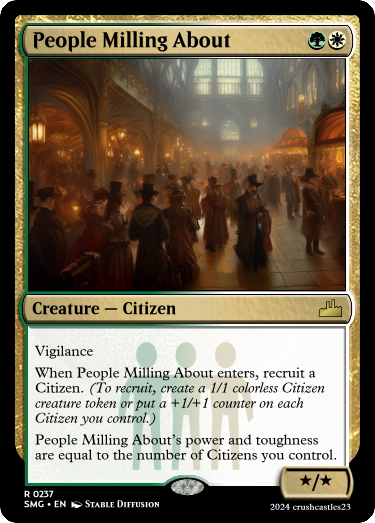 People Milling About
Creature — Citizen
Vigilance
When People Milling About enters, recruit a
Citizen. (To recruit, create a 1/1 colorless Citizen
creature token or put a +1/+1 counter on each
Citizen you control.)
People Milling About's power and toughness
are equal to the number of Citizens you control.
★/★
R 0237
SMG • EN Stable Diffusion
2024 crushcastles23